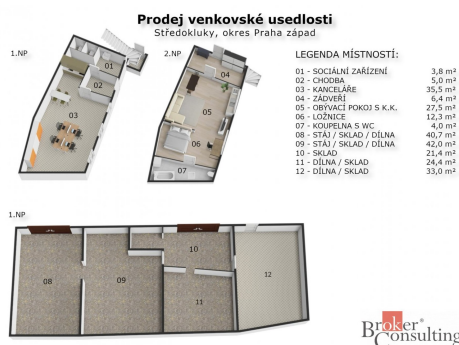 Prodej venkovské usedlosti
Středokluky, okres Praha západ
1.NP
2.NP
LEGENDA MÍSTNOSTÍ:
01 - SOCIÁLNÍ ZAŘÍZENÍ 3,8 m²
02 - CHODBA 5,0 m²
03 - KANCELÁŘE 35,5 m²
04 - ZÁDVEŘÍ 6,4 m²
05 - OBÝVACÍ POKOJ S K.K. 27,5 m²
06 - LOŽNICE 12,3 m²
07 - KOUPELNA S WC 4,0 m²
08 - STÁJ / SKLAD / DÍLNA 40,7 m²
09 - STÁJ / SKLAD / DÍLNA 42,0 m²
10 - SKLAD 21,4 m²
11 - DÍLNA / SKLAD 24,4 m²
12 - DÍLNA / SKLAD 33,0 m²
01
02
03
04
05
06
07
1.NP
08
09
10
11
12
Broker®
Consulting